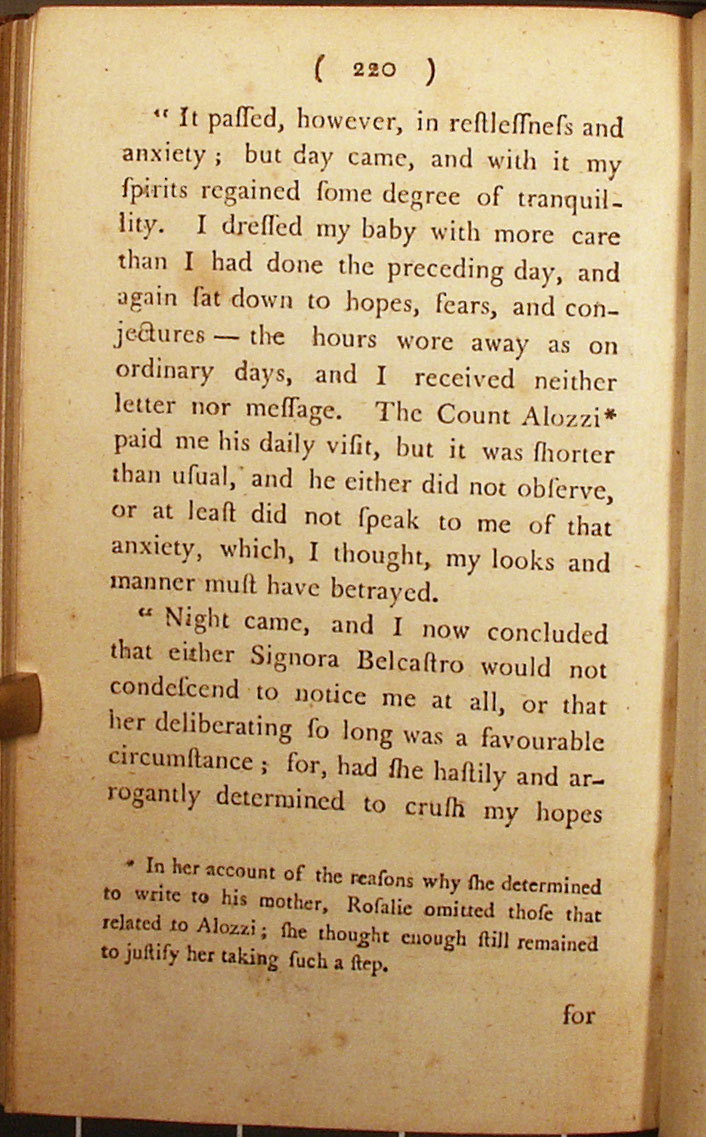 ( 220 )
“ It paſſed, however, in reſtleſſneſs and
anxiety ; but day came, and with it my
ſpirits regained ſome degree of tranquil-
lity. I dreſſed my baby with more care
than I had done the preceding day, and
again ſat down to hopes, fears, and con-
jectures — the hours wore away as on
ordinary days, and I received neither
letter nor meſſage. The Count Alozzi*
paid me his daily viſit, but it was ſhorter
than uſual, and he either did not obſerve,
or at leaſt did not ſpeak to me of that
anxiety, which, I thought, my looks and
manner muſt have betrayed.
“ Night came, and I now concluded
that either Signora Belcaſtro would not
condeſcend to notice me at all, or that
her deliberating ſo long was a favourable
circumſtance ; for, had ſhe haſtily and ar-
rogantly determined to cruſh my hopes
* In her account of the reaſons why ſhe determined
to write to his mother, Roſalie omitted thoſe that
related to Alozzi ; ſhe thought enough ſtill remained
to juſtify her taking ſuch a ſtep.
for